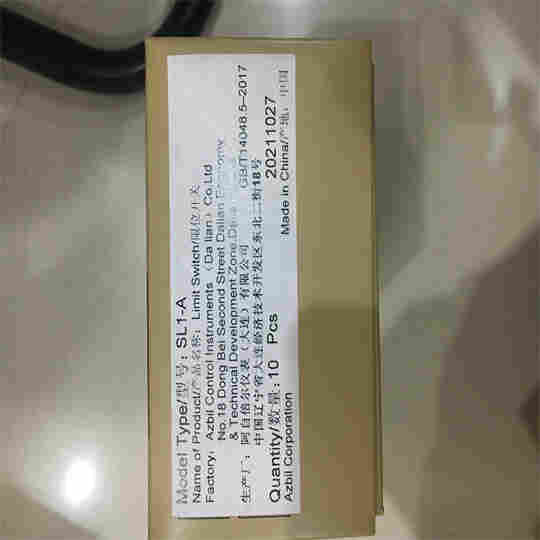 Model Type/型号: SL1-A
Name of Product/产品名称: Limit Switch/限位开关
Factory: Azbil Control Instruments (Da lian) Co.Ltd
No.18 Dong Bei Second Street Dalian Economy
& Technical Development Zone.
生产厂: 阿自倍尔仪表(大连)有限公司 GB/T14048.5-2017
中国辽宁省大连经济技术开发区东北二街18号
Quantity/数量: 10 Pcs 20211027
Azbil Corporation Made in China/产地: 中国